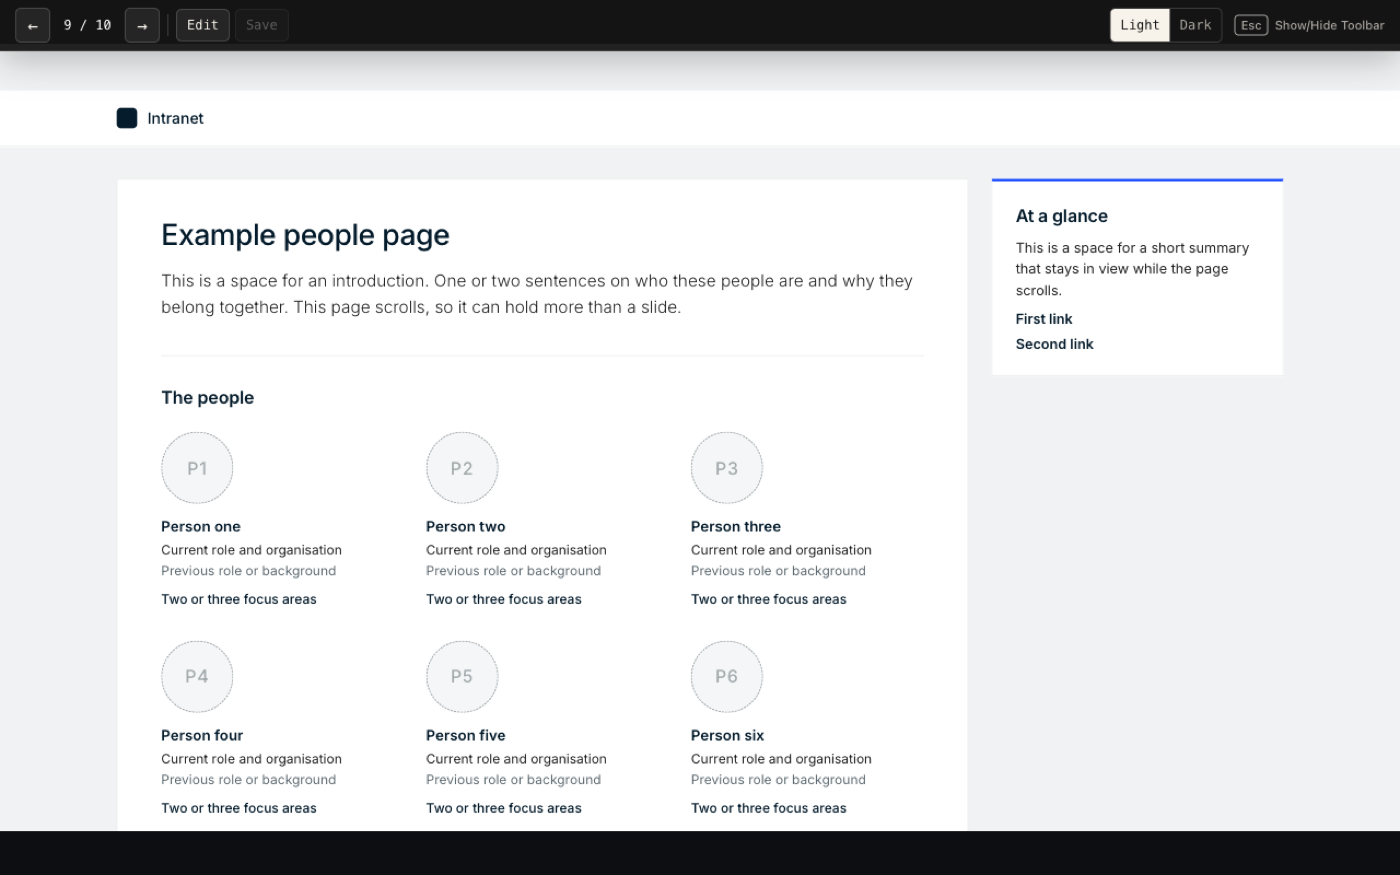 ←
9 / 10
→
Edit
Save
Light
Dark
Esc
Show/Hide Toolbar
Intranet
Example people page
This is a space for an introduction. One or two sentences on who these people are and why they
belong together. This page scrolls, so it can hold more than a slide.
The people
P1
Person one
Current role and organisation
Previous role or background
Two or three focus areas
P2
Person two
Current role and organisation
Previous role or background
Two or three focus areas
P3
Person three
Current role and organisation
Previous role or background
Two or three focus areas
P4
Person four
Current role and organisation
Previous role or background
Two or three focus areas
P5
Person five
Current role and organisation
Previous role or background
Two or three focus areas
P6
Person six
Current role and organisation
Previous role or background
Two or three focus areas
At a glance
This is a space for a short summary
that stays in view while the page
scrolls.
First link
Second link